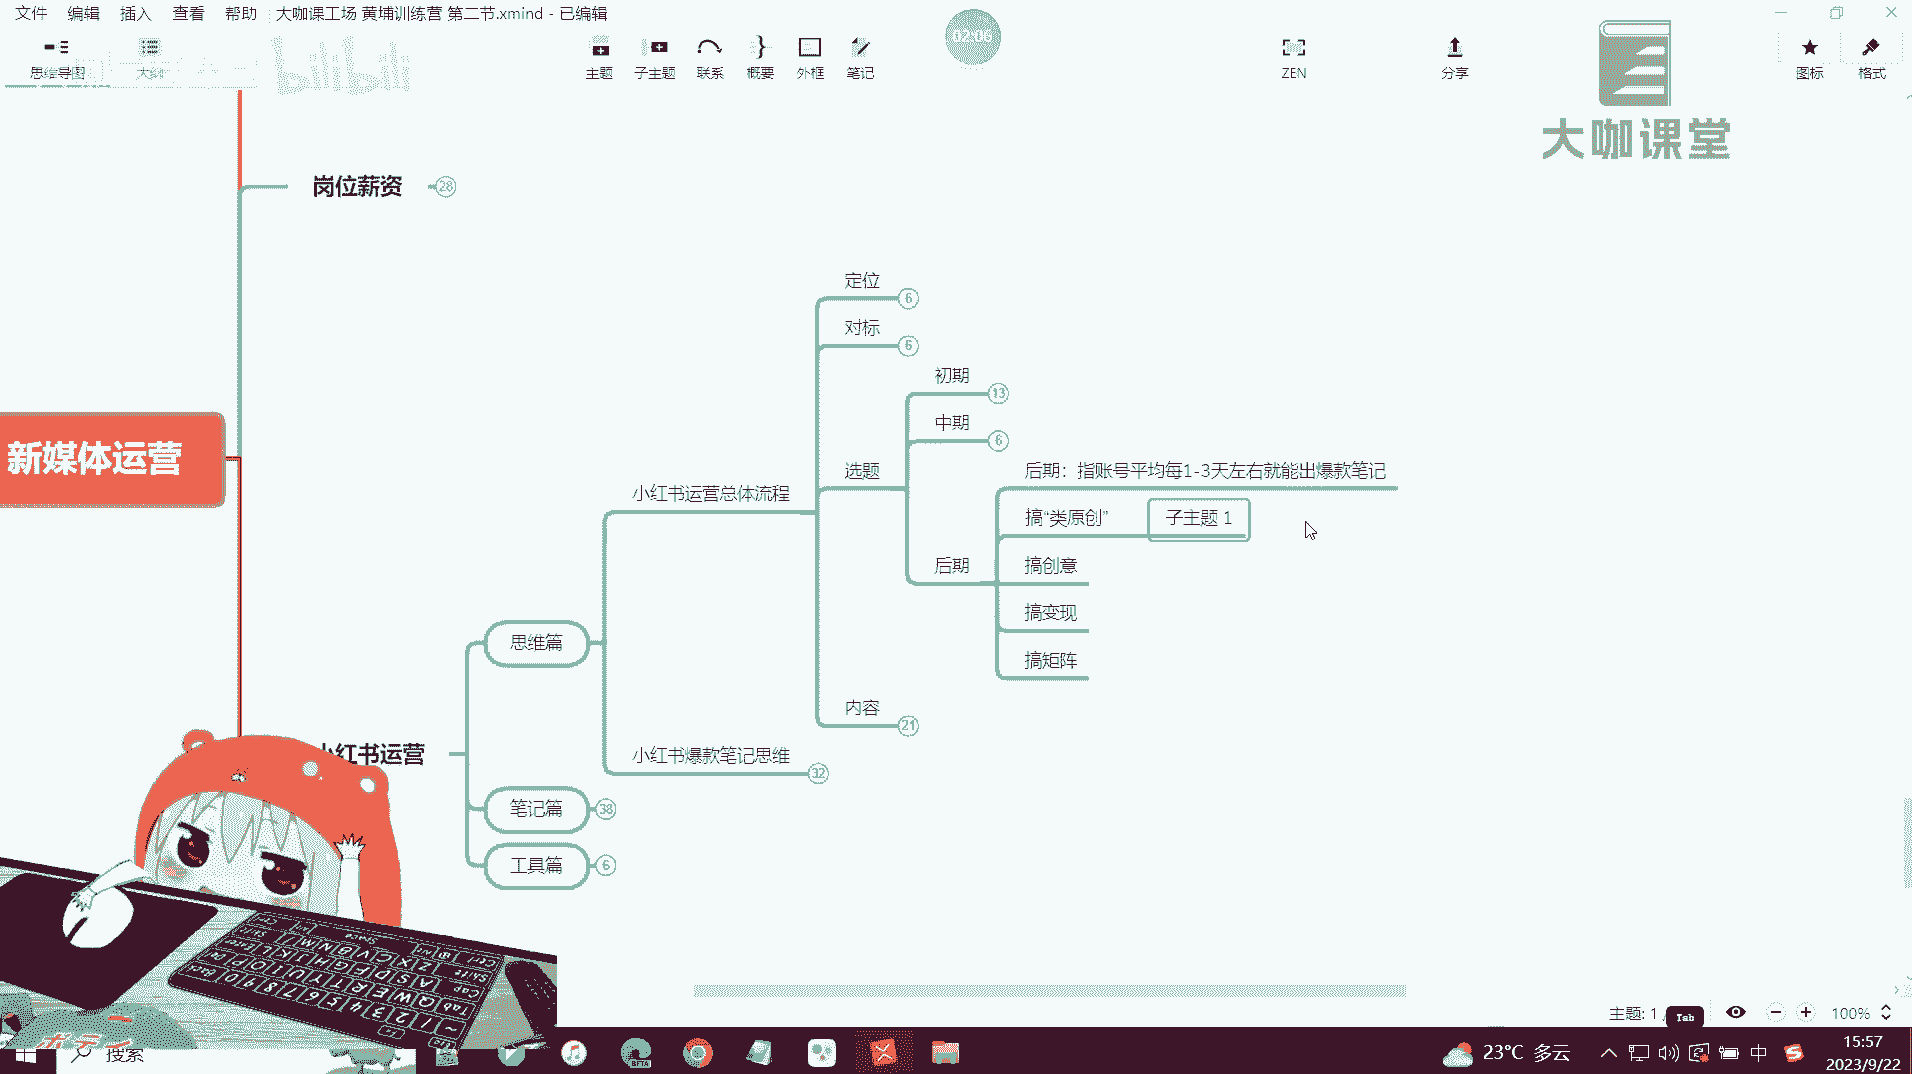 文件 编辑 插入 查看 帮助 大咖课工场 黄埔训练营 第二节.xmind - 已编辑
思维导图 大纲 主题 子主题 联系 概要 外框 笔记 ZEN 分享 图标 格式
bilibili
02:06
大咖课堂
岗位薪资 28
定位 6
对标 6
初期 13
中期 6
选题
后期：指账号平均每1-3天左右就能出爆款笔记
新媒体运营
小红书运营总体流程
搞“类原创” 子主题 1
后期
搞创意
搞变现
思维篇
搞矩阵
内容 21
小红书运营
小红书爆款笔记思维 32
笔记篇 38
工具篇 6
主题: 1
Tab
100%
搜索
23°C 多云
中
15:57
2023/9/22